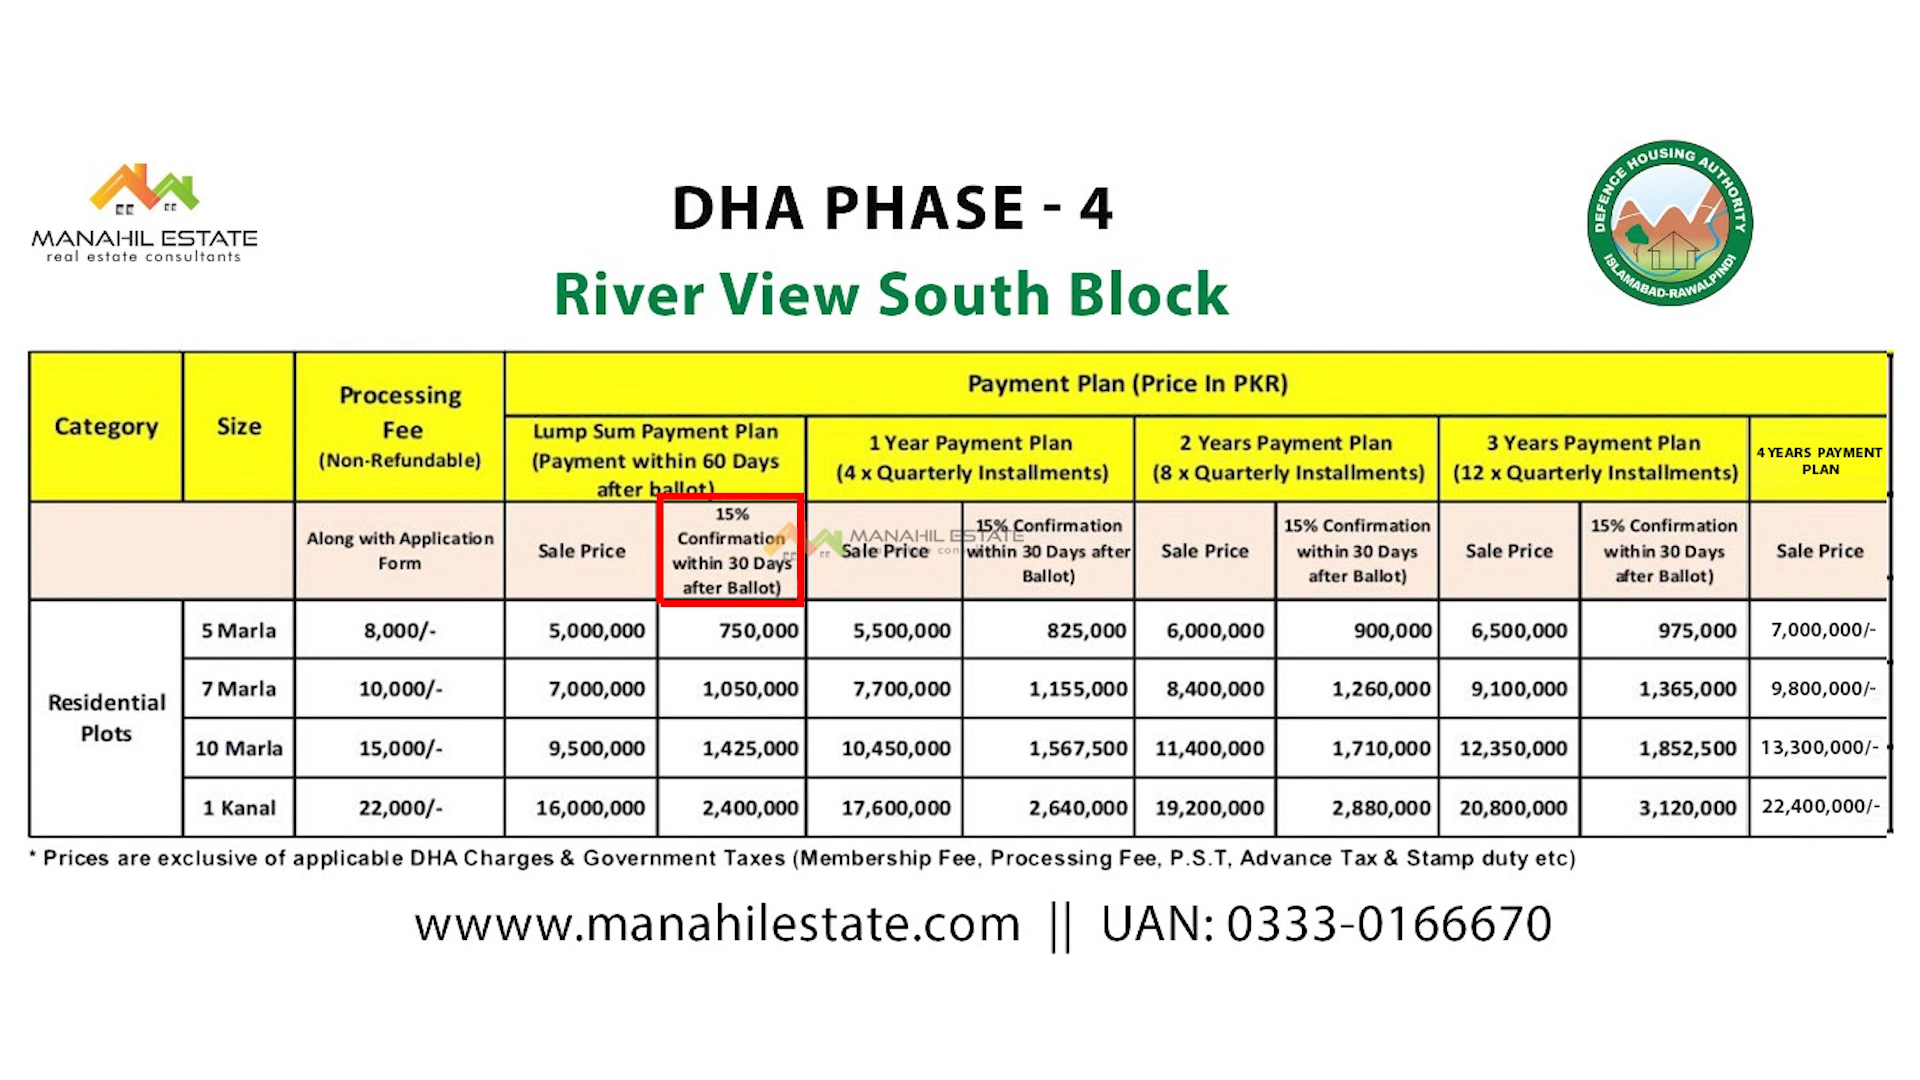 MANAHIL ESTATE
real estate consultants
DHA PHASE - 4
River View South Block
DEFENCE HOUSING AUTHORITY
ISLAMABAD-RAWALPINDI
Category
Size
Processing
Fee
(Non-Refundable)
Payment Plan (Price In PKR)
Lump Sum Payment Plan
(Payment within 60 Days
after ballot)
1 Year Payment Plan
(4 x Quarterly Installments)
2 Years Payment Plan
(8 x Quarterly Installments)
3 Years Payment Plan
(12 x Quarterly Installments)
4 YEARS PAYMENT
PLAN
Along with Application
Form
Sale Price
15%
Confirmation
within 30 Days
after Ballot)
Sale Price
MANAHIL ESTATE
15% Confirmation
within 30 Days after
Ballot)
Sale Price
15% Confirmation
within 30 Days
after Ballot)
Sale Price
15% Confirmation
within 30 Days
after Ballot)
Sale Price
Residential
Plots
5 Marla 8,000/- 5,000,000 750,000 5,500,000 825,000 6,000,000 900,000 6,500,000 975,000 7,000,000/-
7 Marla 10,000/- 7,000,000 1,050,000 7,700,000 1,155,000 8,400,000 1,260,000 9,100,000 1,365,000 9,800,000/-
10 Marla 15,000/- 9,500,000 1,425,000 10,450,000 1,567,500 11,400,000 1,710,000 12,350,000 1,852,500 13,300,000/-
1 Kanal 22,000/- 16,000,000 2,400,000 17,600,000 2,640,000 19,200,000 2,880,000 20,800,000 3,120,000 22,400,000/-
* Prices are exclusive of applicable DHA Charges & Government Taxes (Membership Fee, Processing Fee, P.S.T, Advance Tax & Stamp duty etc)
wwww.manahilestate.com || UAN: 0333-0166670